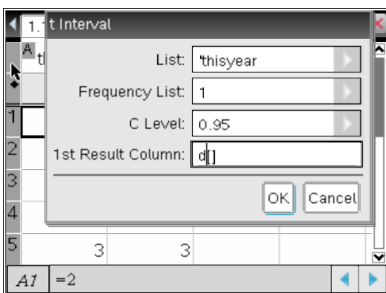 1.
t Interval
A
List: 'thisyear
Frequency List: 1
C Level: 0.95
1st Result Column: d[]
OK Cancel
1
2
3
4
5 3 3
A1 =2